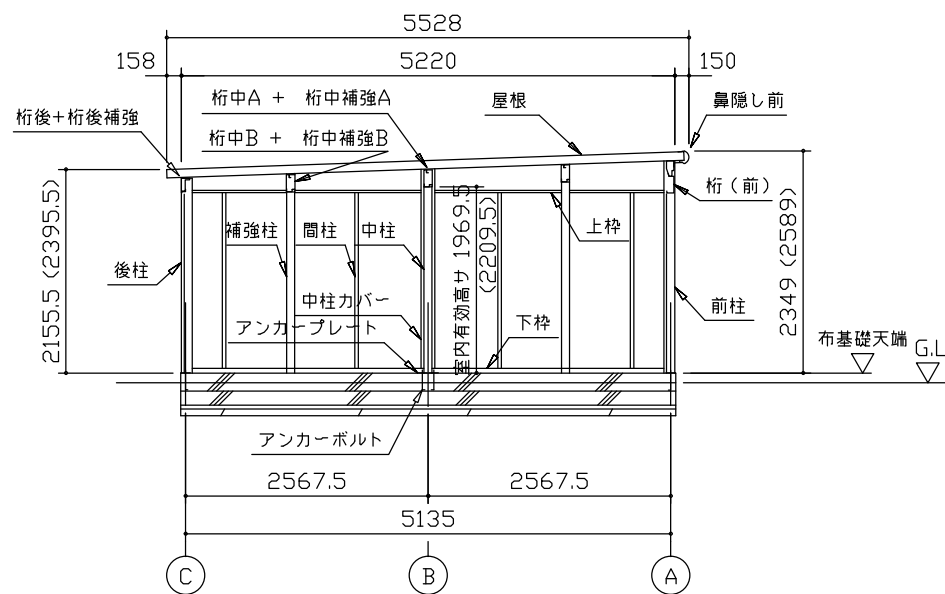 5528
158
5220
150
桁中A + 桁中補強A
屋根
鼻隠し前
桁後+桁後補強
桁中B + 桁中補強B
桁(前)
2155.5 (2395.5)
補強柱
間柱
中柱
室内有効高サ 1969.5
(2209.5)
上枠
2349 (2589)
後柱
中柱カバー
前柱
アンカープレート
下枠
布基礎天端
G.L
アンカーボルト
2567.5
2567.5
5135
C
B
A